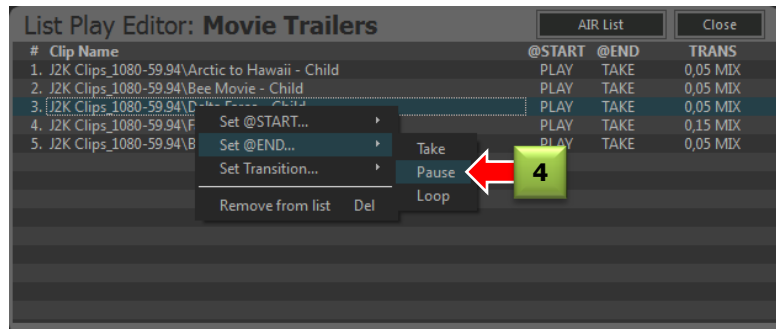 List Play Editor: Movie Trailers AIR List Close
# Clip Name @START @END TRANS
1. J2K Clips_1080-59.94\Arctic to Hawaii - Child PLAY TAKE 0,05 MIX
2. J2K Clips_1080-59.94\Bee Movie - Child PLAY TAKE 0,05 MIX
3. J2K Clips_1080-59.94\Delta Force - Child PLAY TAKE 0,05 MIX
4. J2K Clips_1080-59.94\F PLAY TAKE 0,15 MIX
5. J2K Clips_1080-59.94\B PLAY TAKE 0,05 MIX
Set @START...
Set @END...
Set Transition...
Remove from list Del
Take
Pause
Loop
4